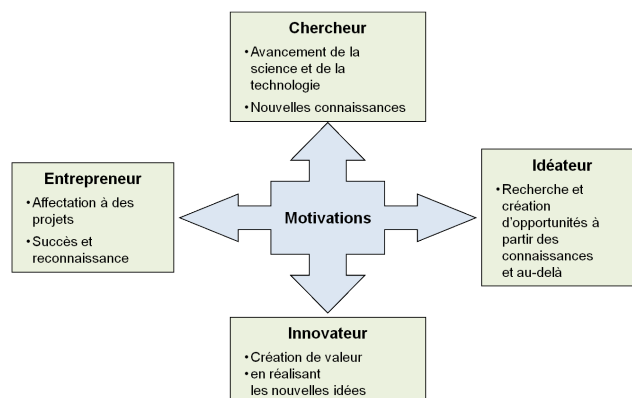 Chercheur
•Avancement de la
science et de la
technologie
•Nouvelles connaissances
Entrepreneur
•Affectation à des
projets
•Succès et
reconnaissance
Motivations
Idéateur
•Recherche et
création
d'opportunités à
partir des
connaissances
et au-delà
Innovateur
•Création de valeur
•en réalisant
les nouvelles idées